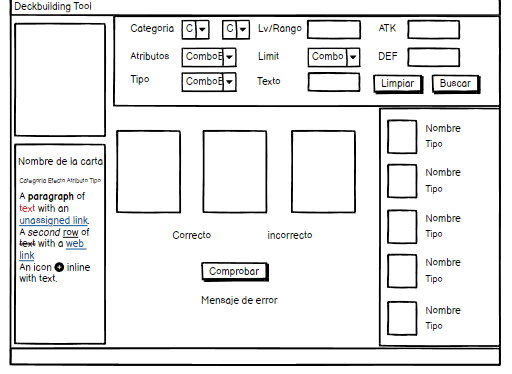 Deckbuilding Tool
Categoria C C Lv/Rango ATK
Atributos ComboB Limit Combo DEF
Tipo ComboB Texto Limpiar Buscar
Nombre de la carta
Categoria Efecto Atributo Tipo
A paragraph of
text with an
unassigned link.
A second row of
text with a web
link
An icon inline
with text.
Correcto incorrecto
Comprobar
Mensaje de error
Nombre
Tipo
Nombre
Tipo
Nombre
Tipo
Nombre
Tipo
Nombre
Tipo